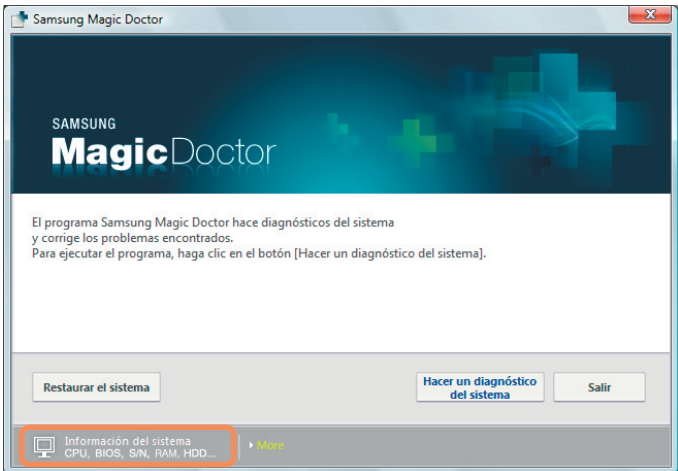 Samsung Magic Doctor
SAMSUNG
MagicDoctor
El programa Samsung Magic Doctor hace diagnósticos del sistema
y corrige los problemas encontrados.
Para ejecutar el programa, haga clic en el botón [Hacer un diagnóstico del sistema].
Restaurar el sistema
Hacer un diagnóstico
del sistema
Salir
Información del sistema
CPU, BIOS, S/N, RAM, HDD...
More